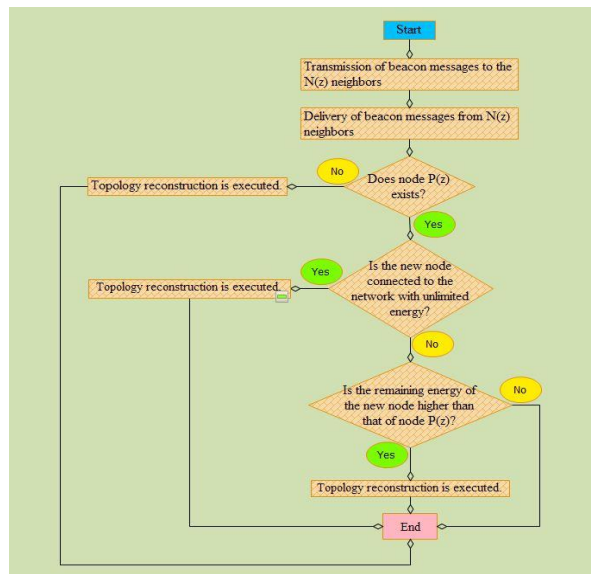 Start
Transmission of beacon messages to the
N(z) neighbors
Delivery of beacon messages from N(z)
neighbors
No
Does node P(z)
exists?
Topology reconstruction is executed.
Yes
Yes
Is the new node
connected to the
network with unlimited
energy?
Topology reconstruction is executed.
No
Is the remaining energy of
the new node higher than
that of node P(z)?
No
Yes
Topology reconstruction is executed.
End